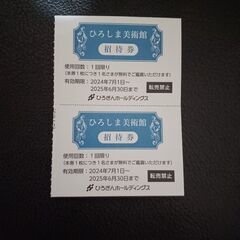 ひろしま美術館
招待券
使用回数：1回限り
(本券1枚につき1名さまが無料でご鑑賞いただけます)
有効期限：2024年7月1日～
2025年6月30日まで
転売禁止
ひろぎんホールディングス
ひろしま美術館
招待券
使用回数：1回限り
(本券1枚につき1名さまが無料でご鑑賞いただけます)
有効期限：2024年7月1日～
2025年6月30日まで
転売禁止
ひろぎんホールディングス